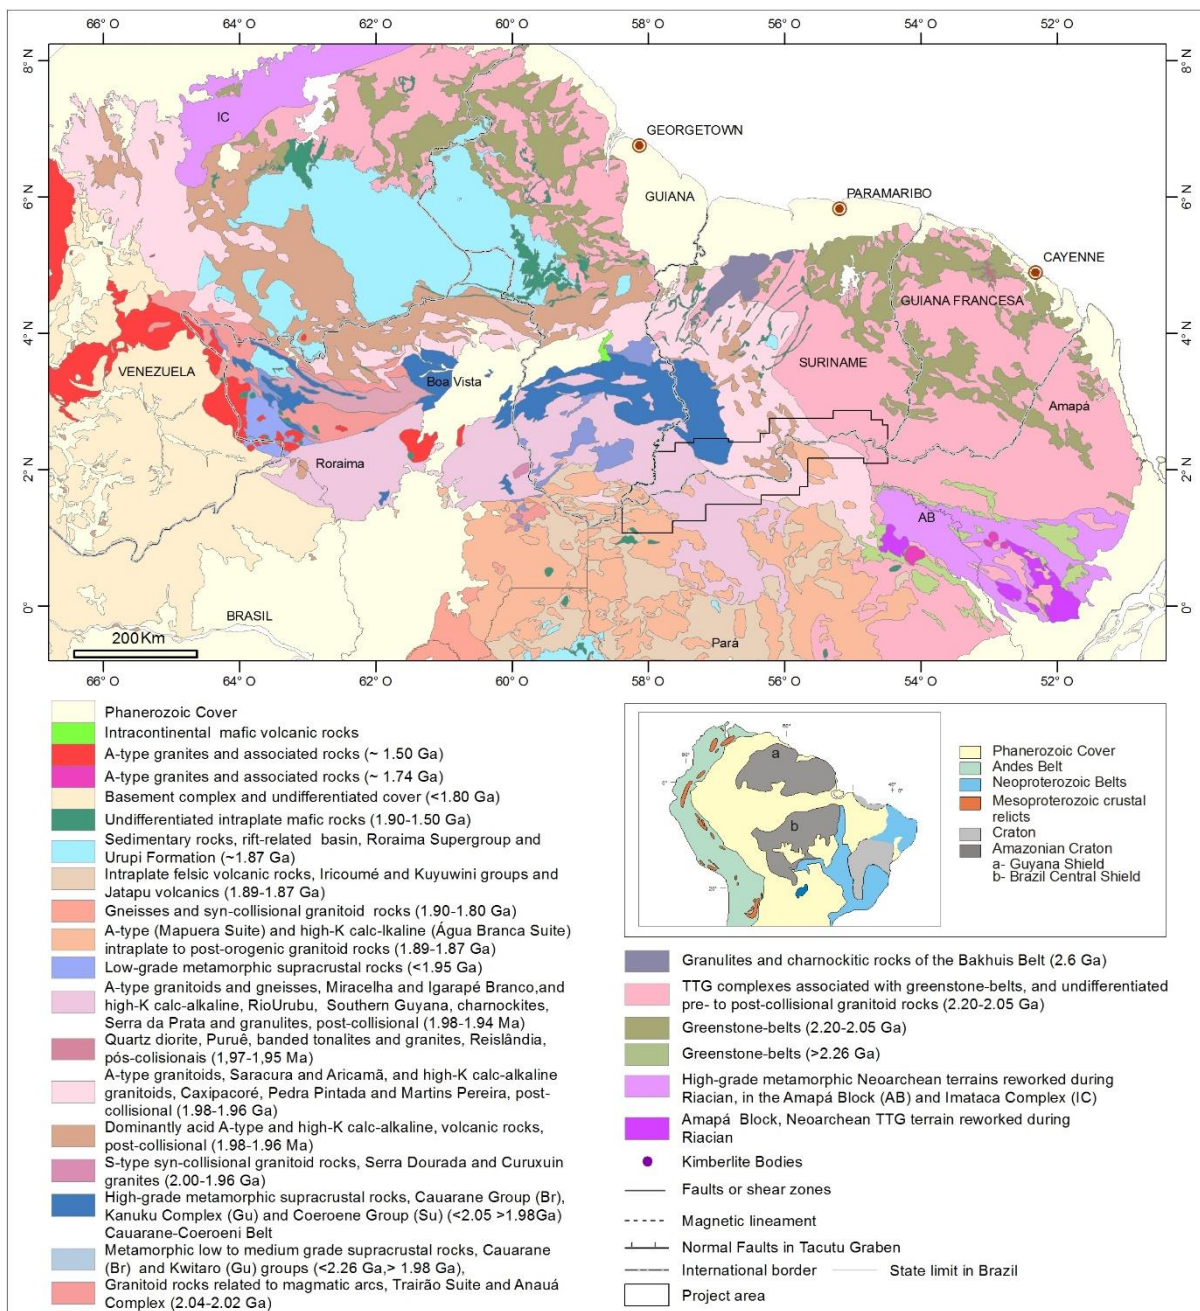 66° O
64° O
62° O
60° O
58° O
56° O
54° O
52° O
8° N
8° N
IC
GEORGETOWN
GUIANA
PARAMARIBO
6° N
6° N
CAYENNE
GUIANA FRANCESA
4° N
4° N
VENEZUELA
Boa Vista
SURINAME
Amapá
Roraima
2° N
2° N
AB
BRASIL
0°
0°
Pará
200 Km
66° O
64° O
62° O
60° O
58° O
56° O
54° O
52° O
Phanerozoic Cover
Intracontinental mafic volcanic rocks
A-type granites and associated rocks (~ 1.50 Ga)
A-type granites and associated rocks (~ 1.74 Ga)
Basement complex and undifferentiated cover (<1.80 Ga)
Undifferentiated intraplate mafic rocks (1.90-1.50 Ga)
Sedimentary rocks, rift-related basin, Roraima Supergroup and
Urupi Formation (~1.87 Ga)
Intraplate felsic volcanic rocks, Iricoumé and Kuyuwini groups and
Jatapu volcanics (1.89-1.87 Ga)
Gneisses and syn-collisional granitoid rocks (1.90-1.80 Ga)
A-type (Mapuera Suite) and high-K calc-lkaline (Água Branca Suite)
intraplate to post-orogenic granitoid rocks (1.89-1.87 Ga)
Low-grade metamorphic supracrustal rocks (<1.95 Ga)
A-type granitoids and gneisses, Miracelha and Igarapé Branco,and
high-K calc-alkaline, RioUrubu, Southern Guyana, charnockites,
Serra da Prata and granulites, post-collisional (1.98-1.94 Ma)
Quartz diorite, Puruê, banded tonalites and granites, Reislândia,
pós-colisionais (1,97-1,95 Ma)
A-type granitoids, Saracura and Aricamã, and high-K calc-alkaline
granitoids, Caxipacoré, Pedra Pintada and Martins Pereira, post-
collisional (1.98-1.96 Ga)
Dominantly acid A-type and high-K calc-alkaline, volcanic rocks,
post-collisional (1.98-1.96 Ma)
S-type syn-collisional granitoid rocks, Serra Dourada and Curuxuin
granites (2.00-1.96 Ga)
High-grade metamorphic supracrustal rocks, Cauarane Group (Br),
Kanuku Complex (Gu) and Coeroene Group (Su) (<2.05 >1.98Ga)
Cauarane-Coeroeni Belt
Metamorphic low to medium grade supracrustal rocks, Cauarane
(Br) and Kwitaro (Gu) groups (<2.26 Ga,> 1.98 Ga),
Granitoid rocks related to magmatic arcs, Trairão Suite and Anauá
Complex (2.04-2.02 Ga)
a
b
Phanerozoic Cover
Andes Belt
Neoproterozoic Belts
Mesoproterozoic crustal
relicts
Craton
Amazonian Craton
a- Guyana Shield
b- Brazil Central Shield
Granulites and charnockitic rocks of the Bakhuis Belt (2.6 Ga)
TTG complexes associated with greenstone-belts, and undifferentiated
pre- to post-collisional granitoid rocks (2.20-2.05 Ga)
Greenstone-belts (2.20-2.05 Ga)
Greenstone-belts (>2.26 Ga)
High-grade metamorphic Neoarchean terrains reworked during
Riacian, in the Amapá Block (AB) and Imataca Complex (IC)
Amapá Block, Neoarchean TTG terrain reworked during
Riacian
Kimberlite Bodies
Faults or shear zones
Magnetic lineament
Normal Faults in Tacutu Graben
International border
State limit in Brazil
Project area